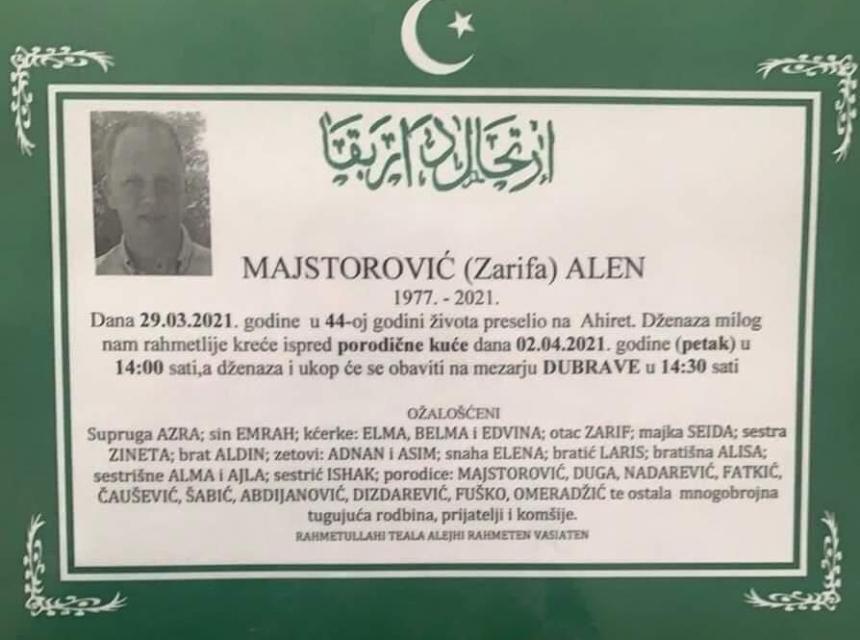 ارتحال دار بقا
MAJSTOROVIĆ (Zarifa) ALEN
1977. - 2021.
Dana 29.03.2021. godine u 44-oj godini života preselio na Ahiret. Dženaza milog
nam rahmetlije kreće ispred porodične kuće dana 02.04.2021. godine (petak) u
14:00 sati,a dženaza i ukop će se obaviti na mezarju DUBRAVE u 14:30 sati
OŽALOŠĆENI
Supruga AZRA; sin EMRAH; kćerke: ELMA, BELMA i EDVINA; otac ZARIF; majka SEIDA; sestra
ZINETA; brat ALDIN; zetovi: ADNAN i ASIM; snaha ELENA; bratić LARIS; bratišna ALISA;
sestrišne ALMA i AJLA; sestrić ISHAK; porodice: MAJSTOROVIĆ, DUGA, NADAREVIĆ, FATKIĆ,
ČAUŠEVIĆ, ŠABIĆ, ABDIJANOVIĆ, DIZDAREVIĆ, FUŠKO, OMERADŽIĆ te ostala mnogobrojna
tugujuća rodbina, prijatelji i komšije.
RAHMETULLAHI TEALA ALEJHI RAHMETEN VASIATEN